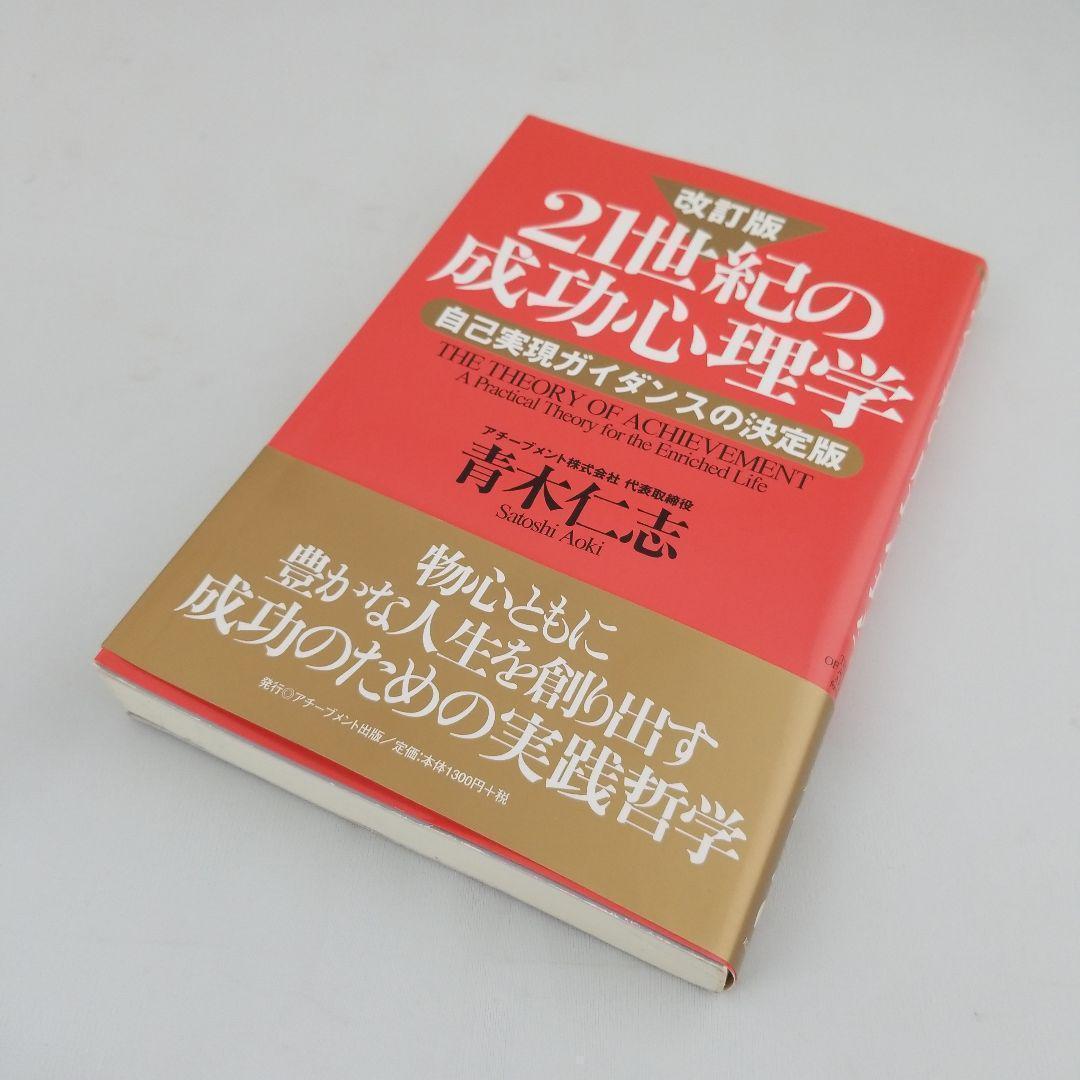 改訂版
21世紀の
成功心理学
自己実現ガイダンスの決定版
THE THEORY OF ACHIEVEMENT
A Practical Theory for the Enriched Life
アチーブメント株式会社 代表取締役
青木仁志
Satoshi Aoki
物心ともに
豊かな人生を創り出す
成功のための実践哲学
発行◎アチーブメント出版/定価:本体1300円+税